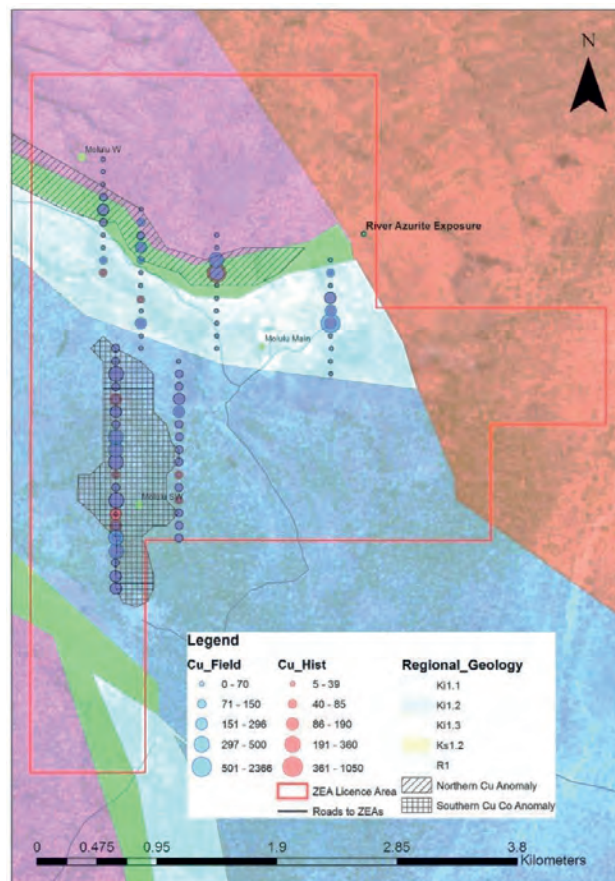 N
Molulu W
River Azurite Exposure
Molulu Main
Molulu SW
Legend
Cu_Field
0 - 70
71 - 150
151 - 296
297 - 500
501 - 2366
Cu_Hist
5 - 39
40 - 85
86 - 190
191 - 360
361 - 1050
ZEA Licence Area
Roads to ZEAs
Regional_Geology
Ki1.1
Ki1.2
Ki1.3
Ks1.2
R1
Northern Cu Anomaly
Southern Cu Co Anomaly
0 0.475 0.95 1.9 2.85 3.8
Kilometers